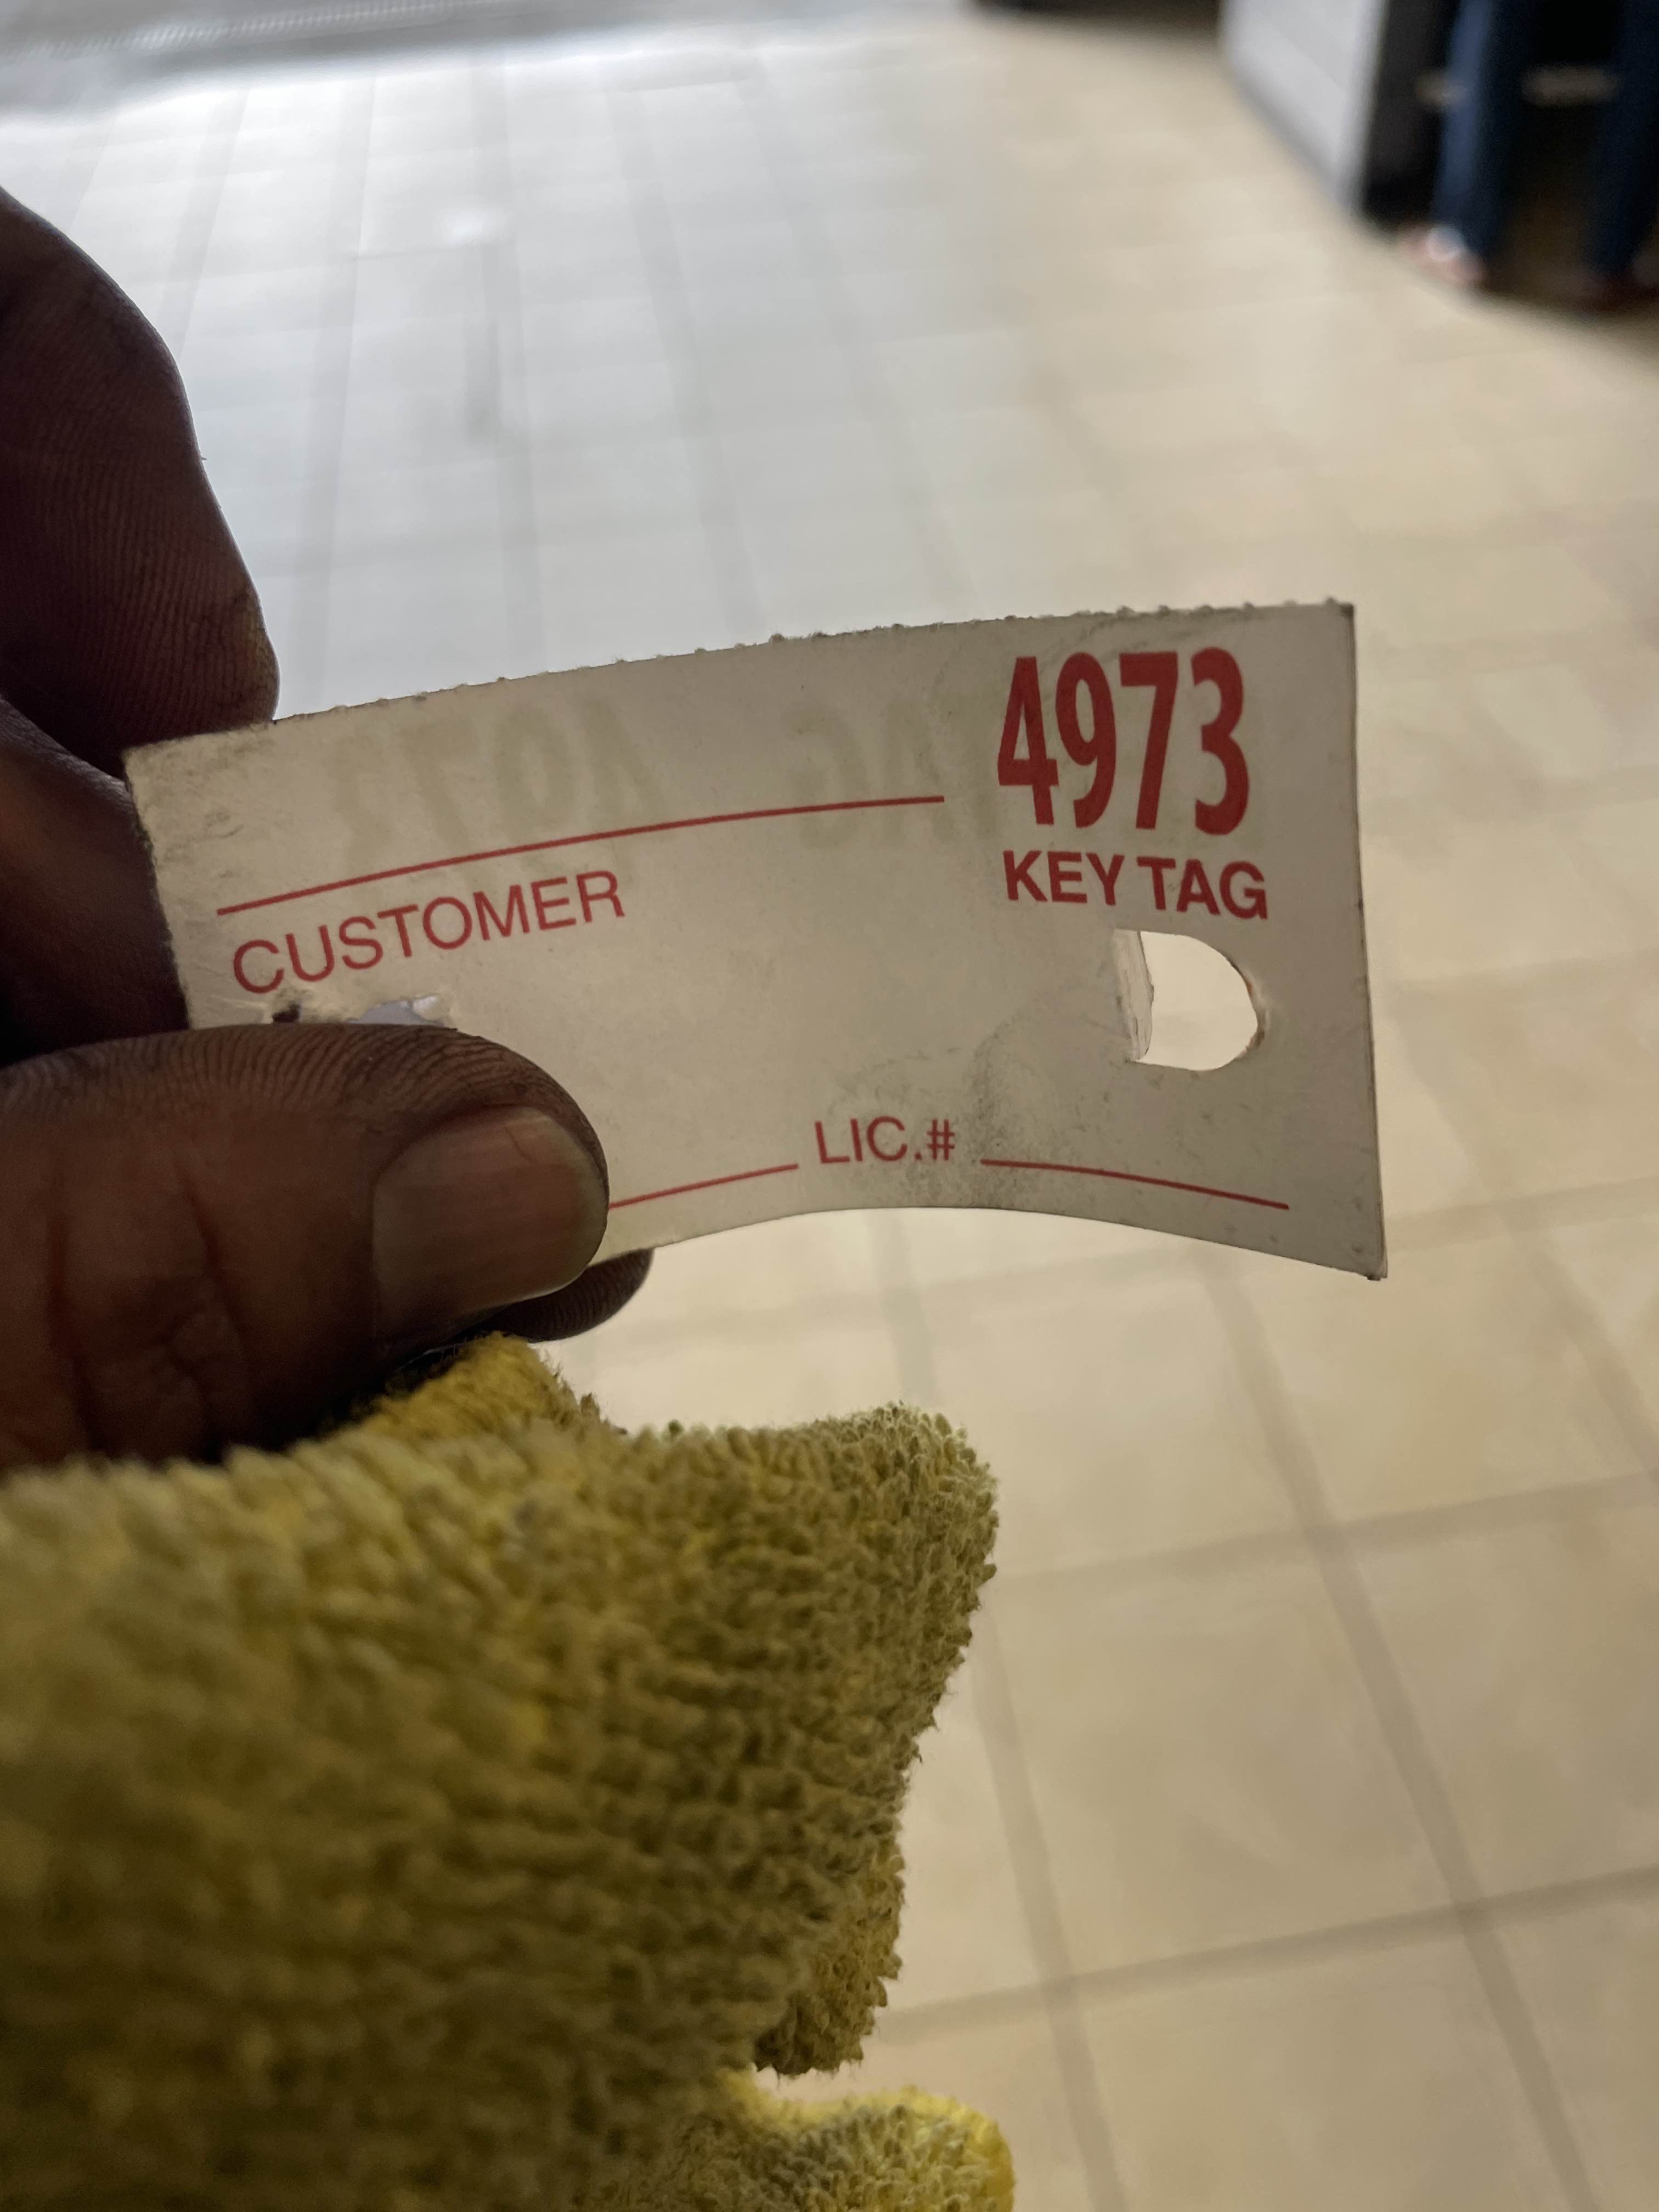 4973
KEY TAG
CUSTOMER
LIC.#